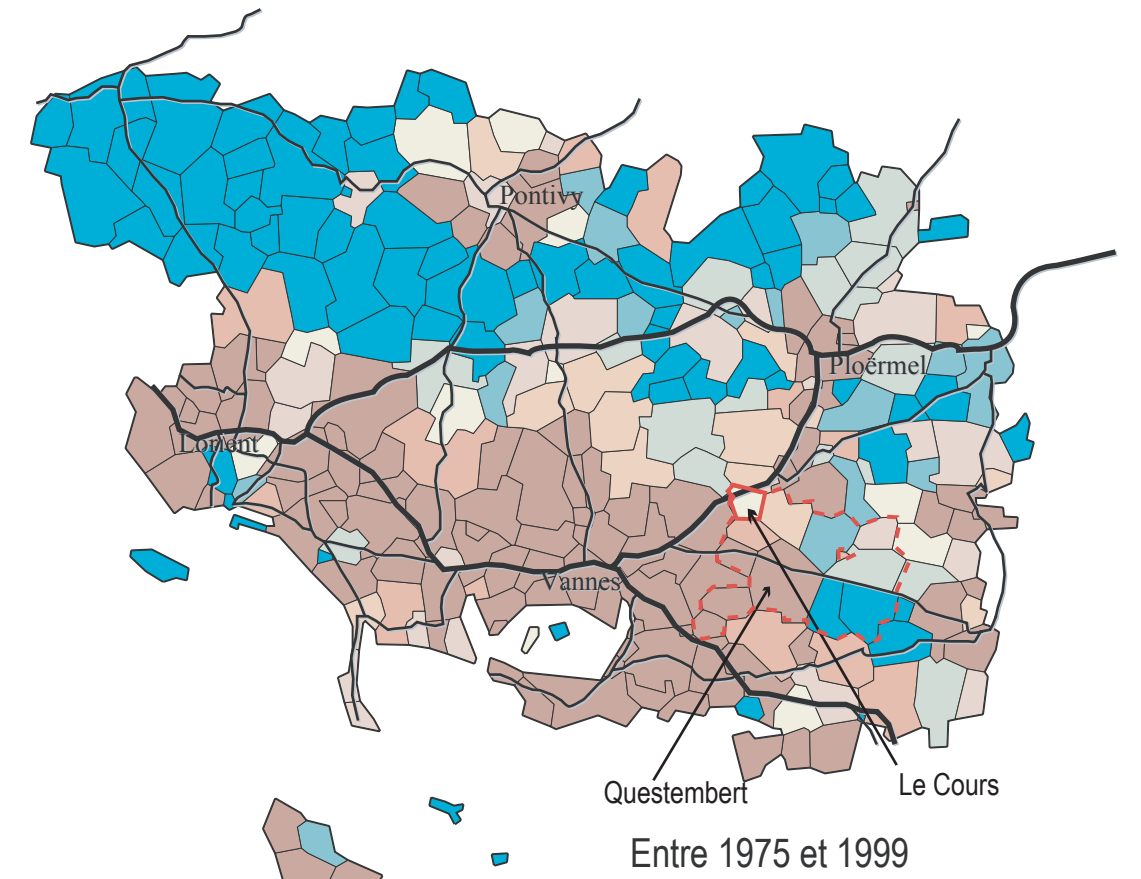 Pontivy
Ploërmel
Lorient
Vannes
Questembert
Le Cours
Entre 1975 et 1999